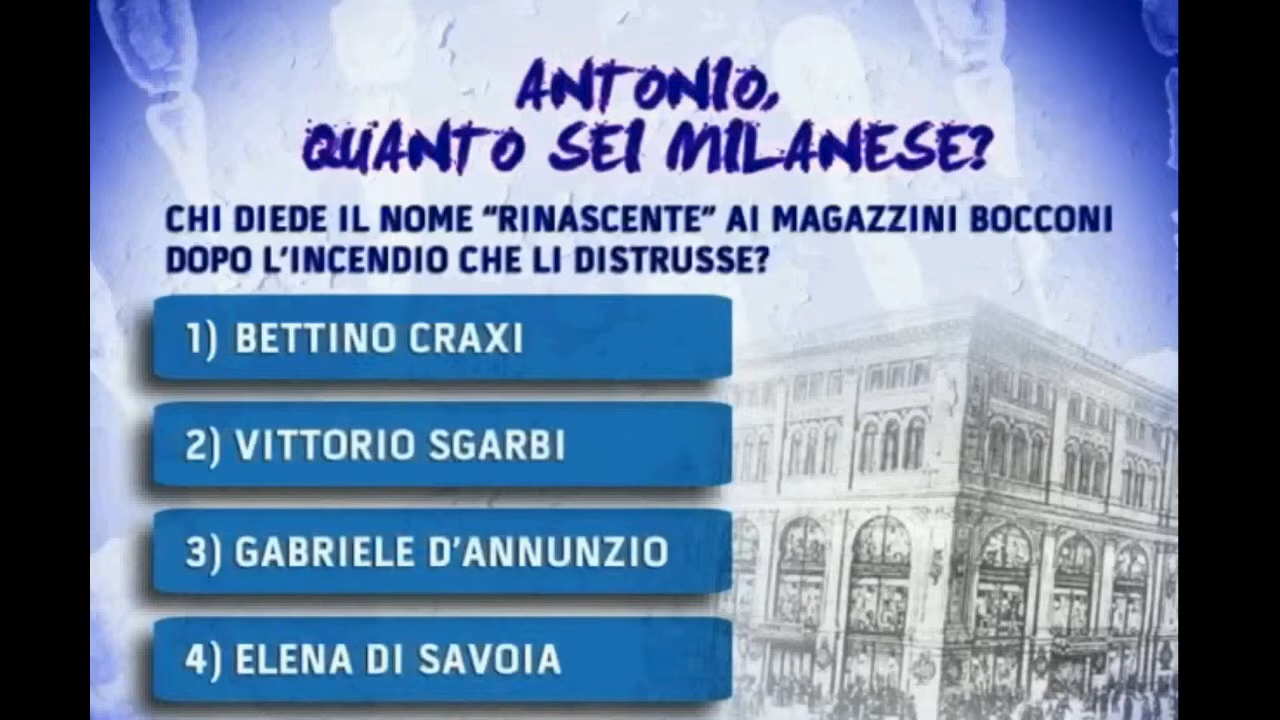 ANTONIO,
QUANTO SEI MILANESE?
CHI DIEDE IL NOME “RINASCENTE” AI MAGAZZINI BOCCONI
DOPO L’INCENDIO CHE LI DISTRUSSE?
1) BETTINO CRAXI
2) VITTORIO SGARBI
3) GABRIELE D’ANNUNZIO
4) ELENA DI SAVOIA